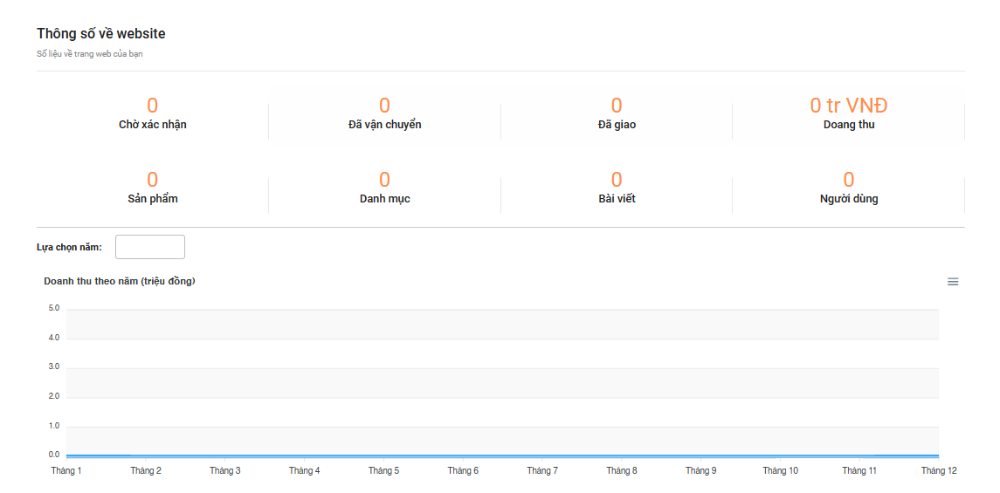 Thông số về website
Số liệu về trang web của bạn
0 0 0 0 tr VNĐ
Chờ xác nhận Đã vận chuyển Đã giao Doang thu
0 0 0 0
Sản phẩm Danh mục Bài viết Người dùng
Lựa chọn năm:
Doanh thu theo năm (triệu đồng)
5.0
4.0
3.0
2.0
1.0
0.0
Tháng 1 Tháng 2 Tháng 3 Tháng 4 Tháng 5 Tháng 6 Tháng 7 Tháng 8 Tháng 9 Tháng 10 Tháng 11 Tháng 12